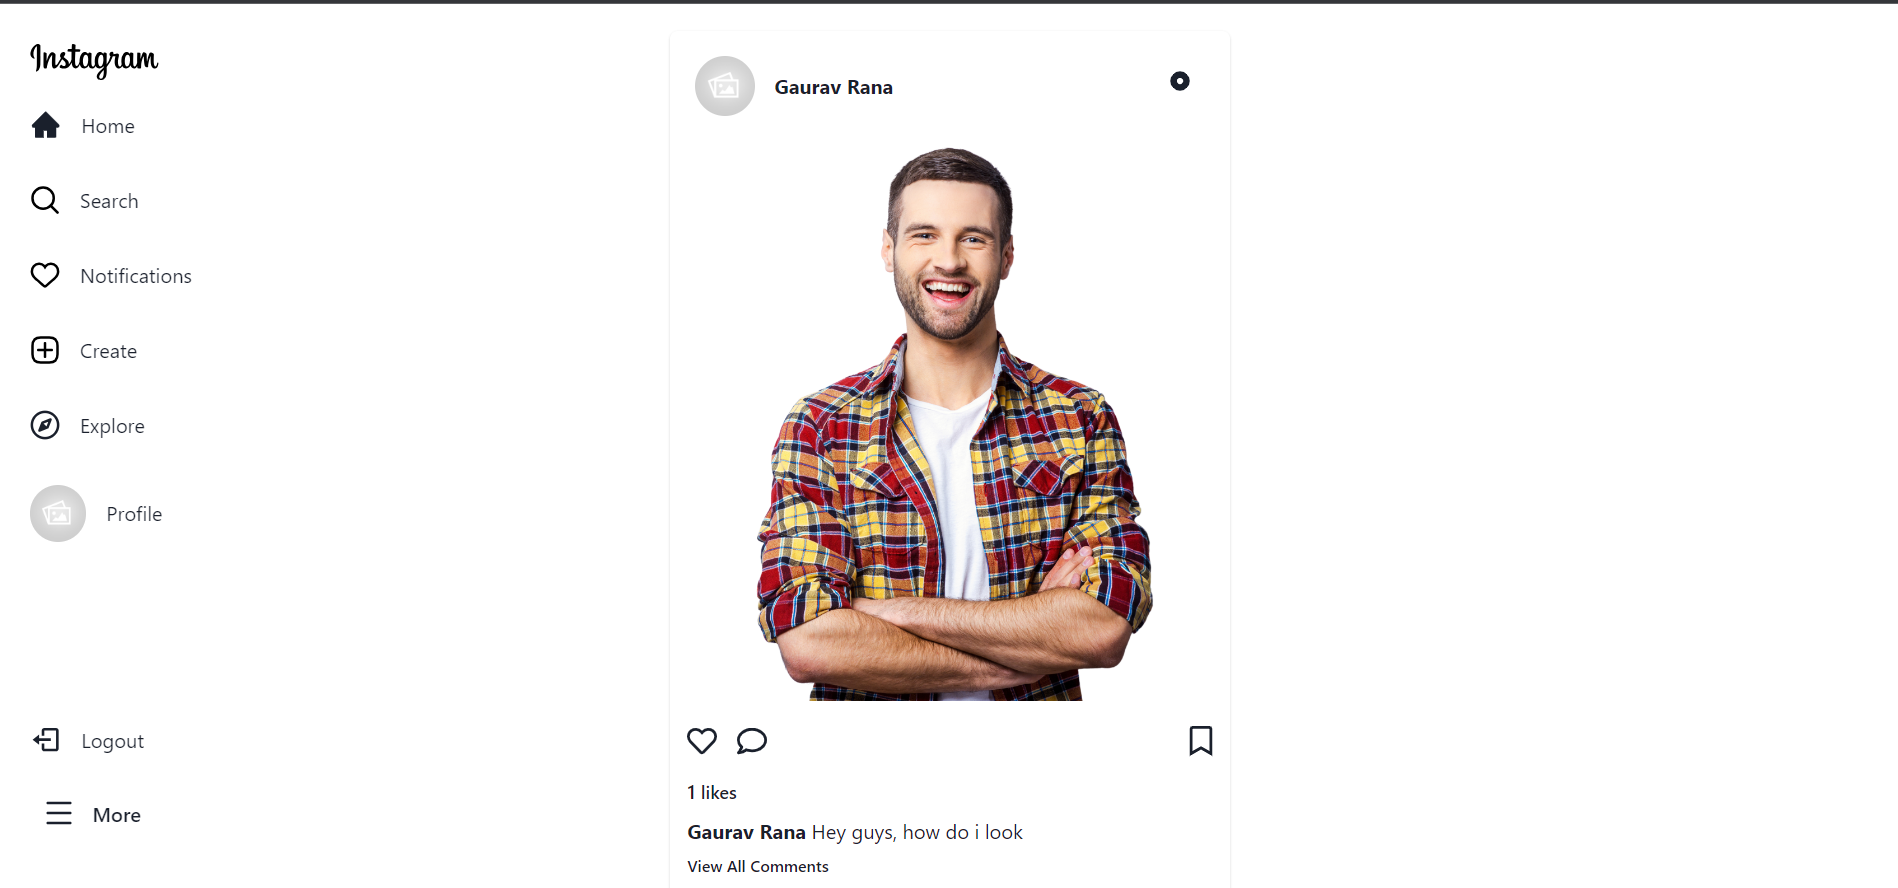 Instagram
Home
Search
Notifications
Create
Explore
Profile
Logout
More
Gaurav Rana
1 likes
Gaurav Rana Hey guys, how do i look
View All Comments